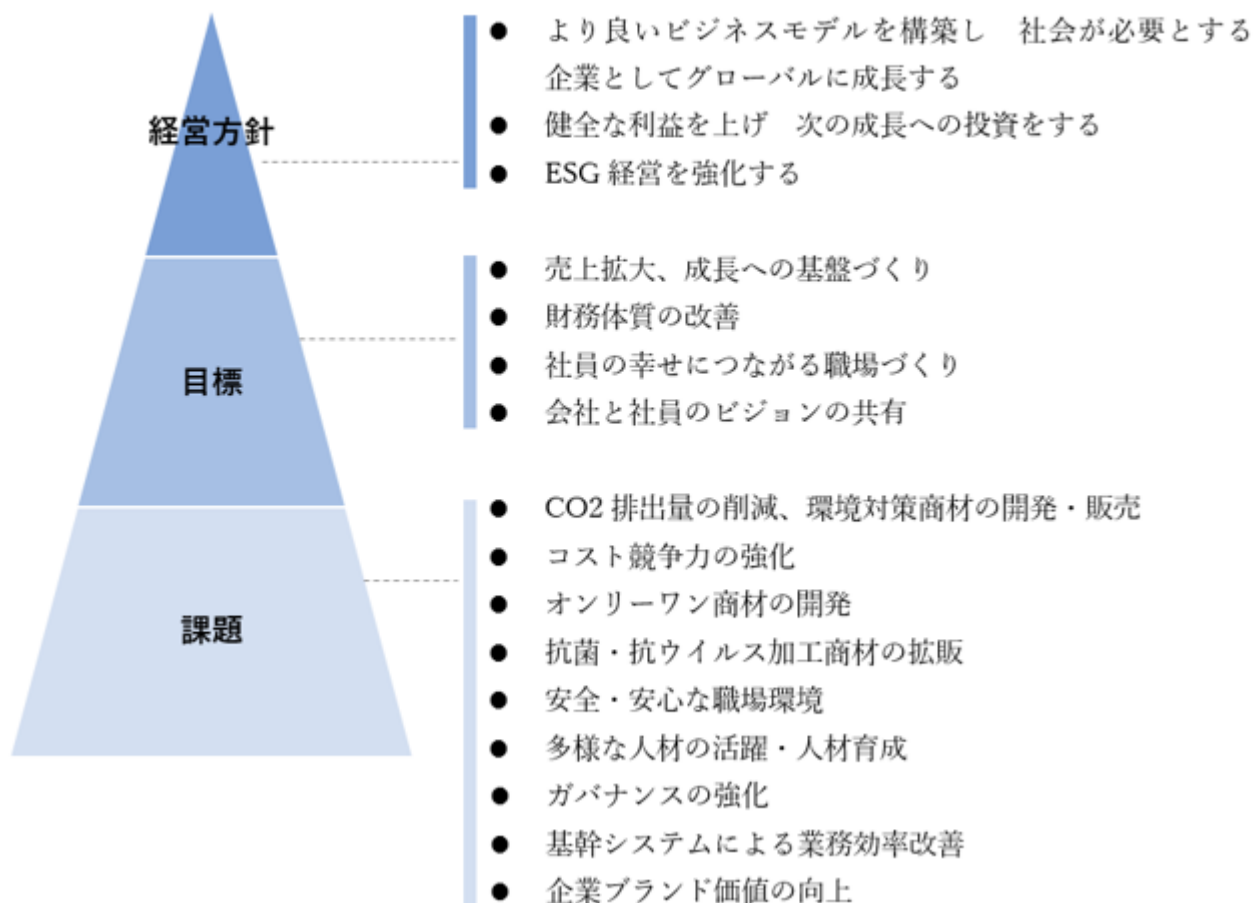 経営方針
● より良いビジネスモデルを構築し　社会が必要とする
企業としてグローバルに成長する
● 健全な利益を上げ　次の成長への投資をする
● ESG 経営を強化する
目標
● 売上拡大、成長への基盤づくり
● 財務体質の改善
● 社員の幸せにつながる職場づくり
● 会社と社員のビジョンの共有
課題
● CO2 排出量の削減、環境対策商材の開発・販売
● コスト競争力の強化
● オンリーワン商材の開発
● 抗菌・抗ウイルス加工商材の拡販
● 安全・安心な職場環境
● 多様な人材の活躍・人材育成
● ガバナンスの強化
● 基幹システムによる業務効率改善
● 企業ブランド価値の向上